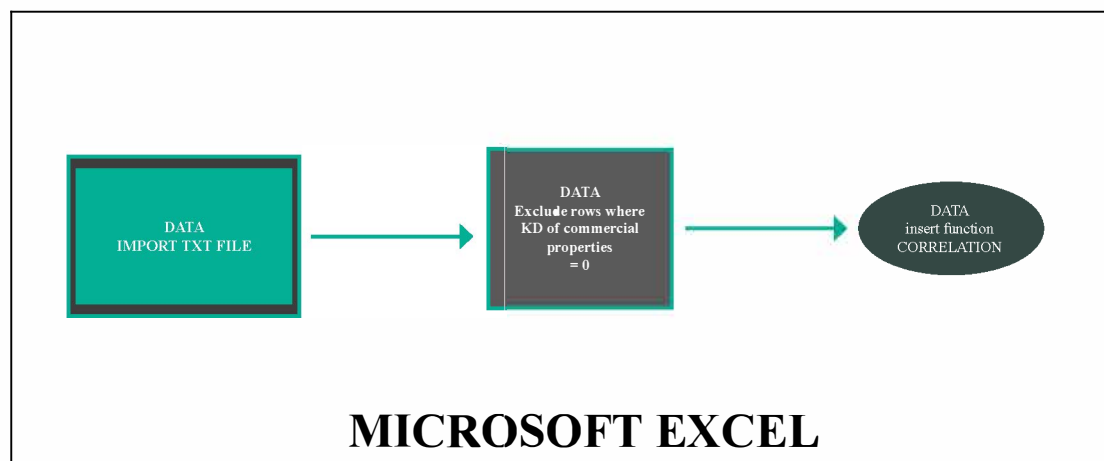 DATA
IMPORT TXT FILE
DATA
Exclude rows where
KD of commercial
properties
= 0
DATA
insert function
CORRELATION
MICROSOFT EXCEL